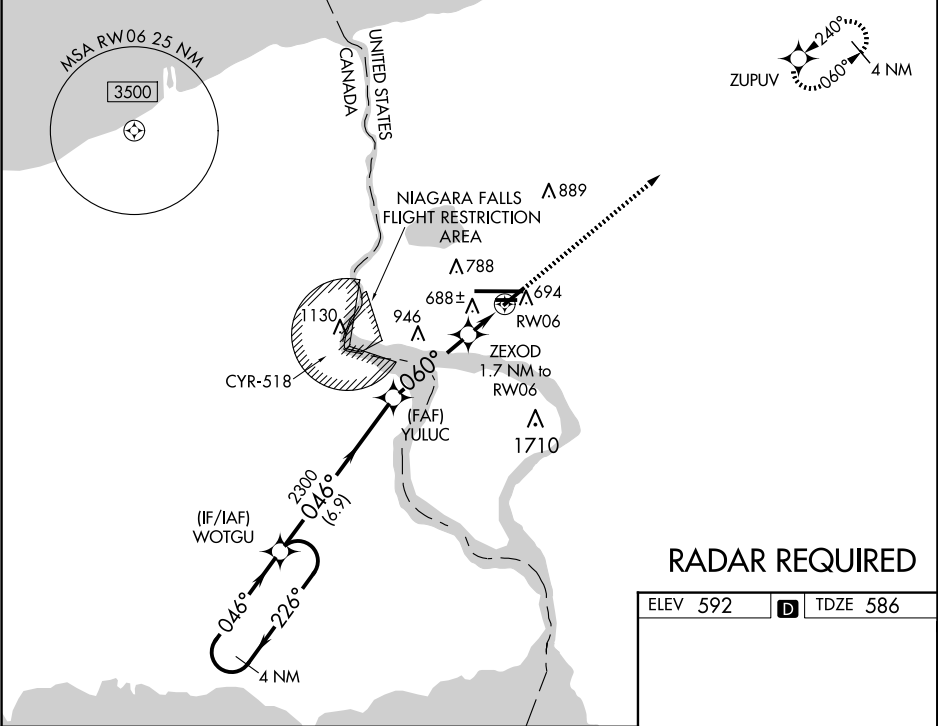 MSA RW06 25 NM
3500
UNITED STATES
CANADA
240°
ZUPUV
060°
4 NM
889
NIAGARA FALLS
FLIGHT RESTRICTION
AREA
788
688±
694
RW06
1130
946
ZEXOD
1.7 NM to
RW06
CYR-518
060°
(FAF)
YULUC
1710
2300
046°
(6.9)
(IF/IAF)
WOTGU
046°
226°
4 NM
RADAR REQUIRED
ELEV 592
D
TDZE 586